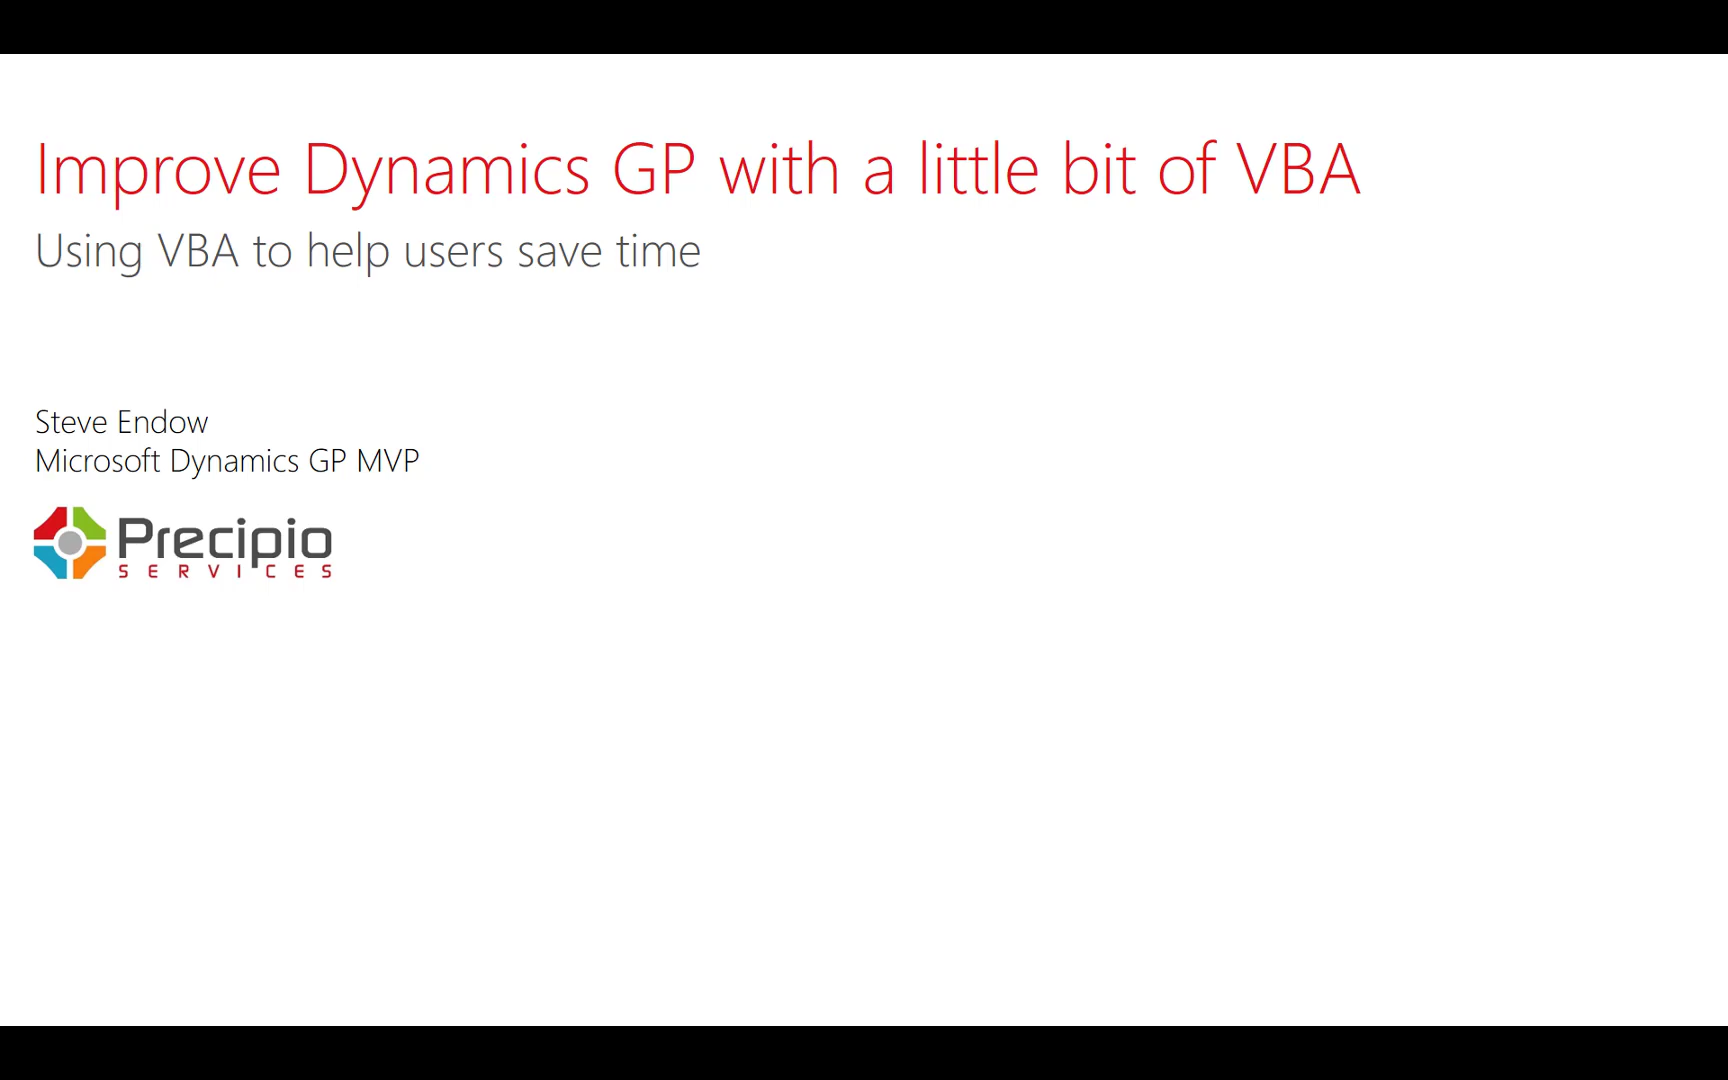 Improve Dynamics GP with a little bit of VBA
Using VBA to help users save time
Steve Endow
Microsoft Dynamics GP MVP
Precipio
SERVICES